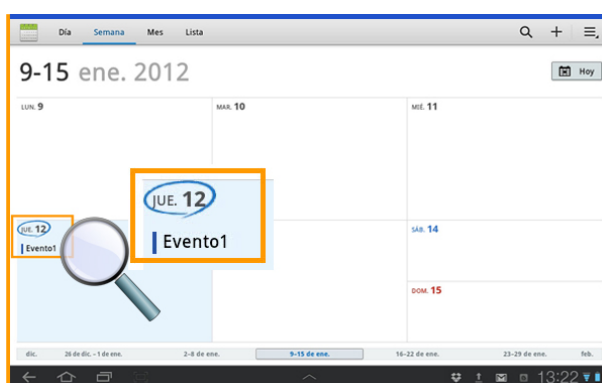 Día Semana Mes Lista
9-15 ene. 2012
Hoy
LUN. 9 MAR. 10 MIÉ. 11
JUE. 12
Evento1
JUE. 12
Evento1
SÁB. 14
DOM. 15
dic. 26 de dic. - 1 de ene. 2-8 de ene. 9-15 de ene. 16-22 de ene. 23-29 de ene. feb.
13:22